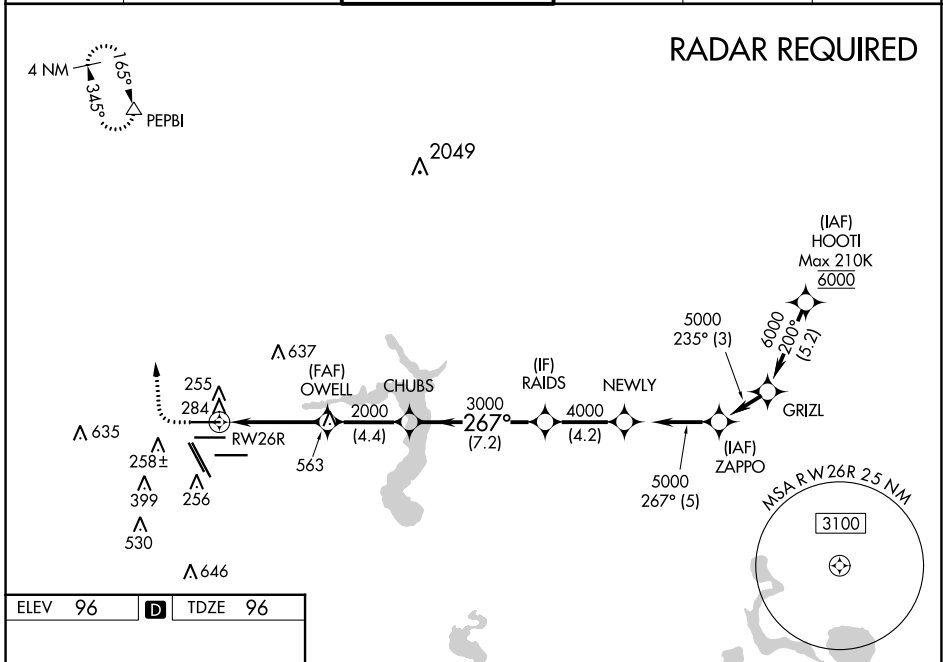 RADAR REQUIRED
4 NM
165°
345°
PEPBI
2049
(IAF)
HOOTI
Max 210K
6000
6000
200°
(5.2)
5000
235° (3)
GRIZL
637
(FAF)
OWELL
CHUBS
(IF)
RAIDS
NEWLY
255
284
2000
(4.4)
3000
267°
(7.2)
4000
(4.2)
RW26R
(IAF)
ZAPPO
635
258±
563
5000
267° (5)
399
256
530
646
MSA RW26R 25 NM
3100
ELEV 96 D TDZE 96